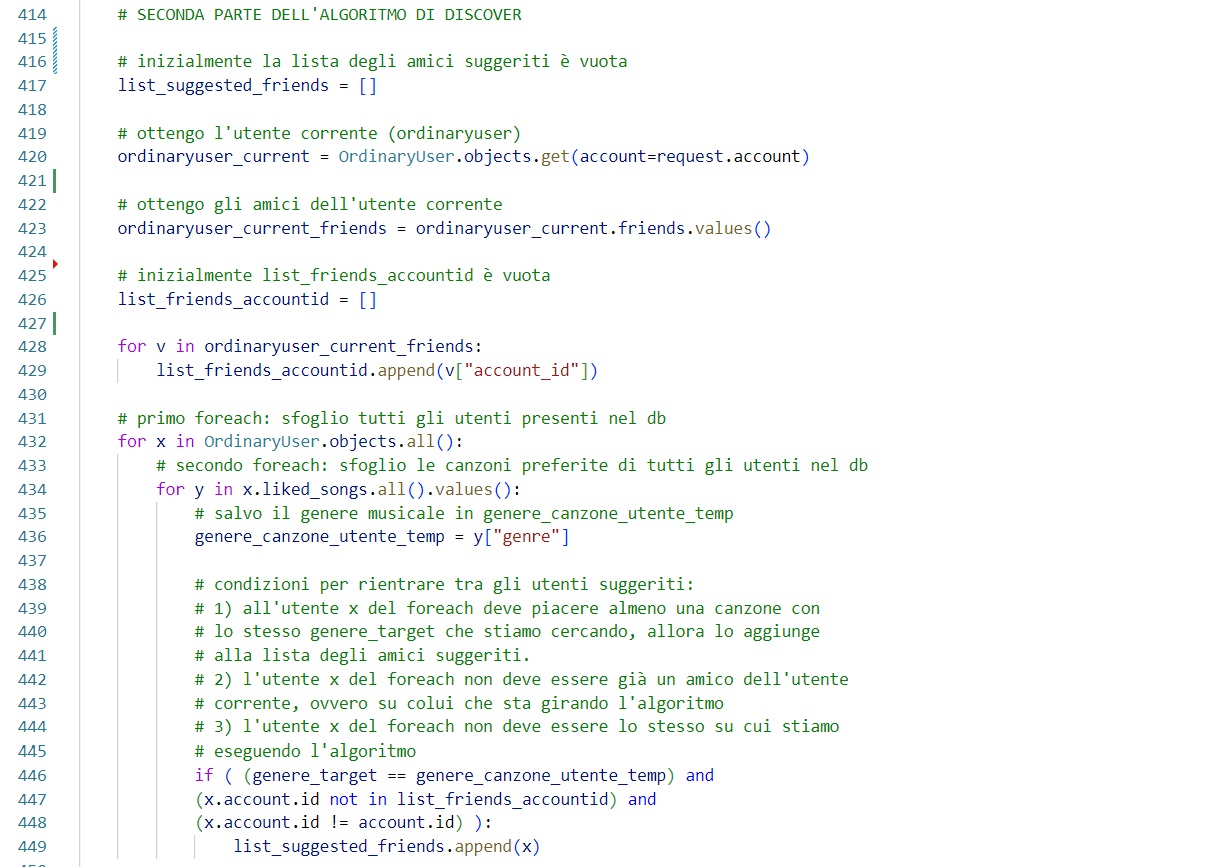 414 # SECONDA PARTE DELL'ALGORITMO DI DISCOVER
415
416 # inizialmente la lista degli amici suggeriti è vuota
417 list_suggested_friends = []
418
419 # ottengo l'utente corrente (ordinaryuser)
420 ordinaryuser_current = OrdinaryUser.objects.get(account=request.account)
421
422 # ottengo gli amici dell'utente corrente
423 ordinaryuser_current_friends = ordinaryuser_current.friends.values()
424
425 # inizialmente list_friends_accountid è vuota
426 list_friends_accountid = []
427
428 for v in ordinaryuser_current_friends:
429     list_friends_accountid.append(v["account_id"])
430
431 # primo foreach: sfoglio tutti gli utenti presenti nel db
432 for x in OrdinaryUser.objects.all():
433     # secondo foreach: sfoglio le canzoni preferite di tutti gli utenti nel db
434     for y in x.liked_songs.all().values():
435         # salvo il genere musicale in genere_canzone_utente_temp
436         genere_canzone_utente_temp = y["genre"]
437
438         # condizioni per rientrare tra gli utenti suggeriti:
439         # 1) all'utente x del foreach deve piacere almeno una canzone con
440         # lo stesso genere_target che stiamo cercando, allora lo aggiunge
441         # alla lista degli amici suggeriti.
442         # 2) l'utente x del foreach non deve essere già un amico dell'utente
443         # corrente, ovvero su colui che sta girando l'algoritmo
444         # 3) l'utente x del foreach non deve essere lo stesso su cui stiamo
445         # eseguendo l'algoritmo
446         if ( (genere_target == genere_canzone_utente_temp) and
447         (x.account.id not in list_friends_accountid) and
448         (x.account.id != account.id) ):
449             list_suggested_friends.append(x)